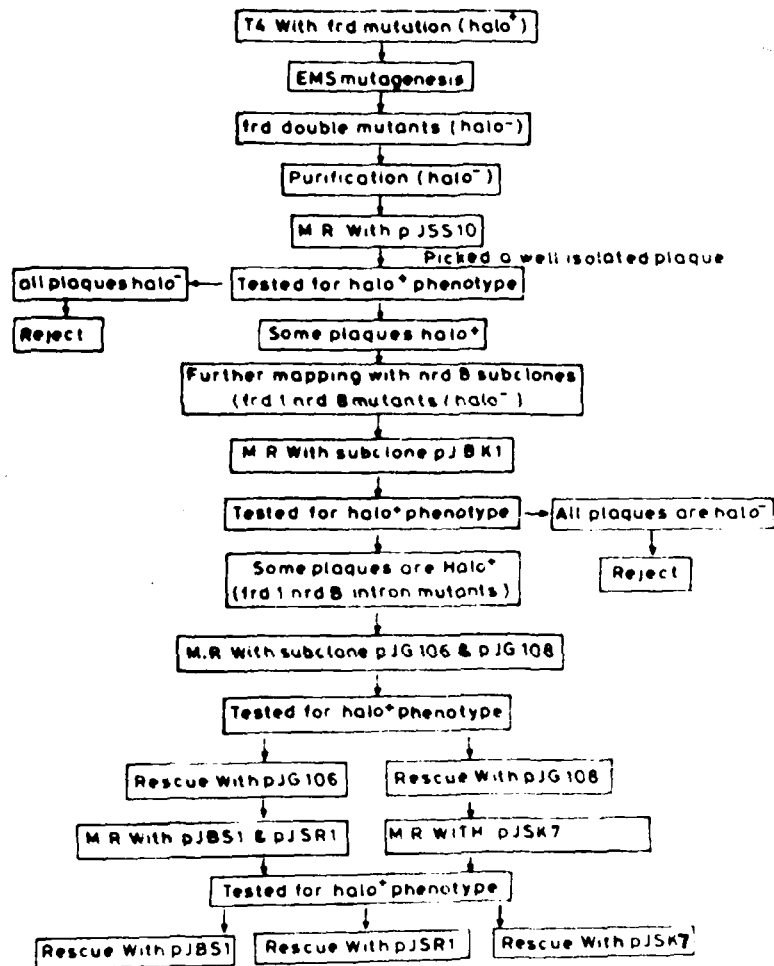 T4 With frd mutation (halo+)
EMS mutagenesis
frd double mutants (halo-)
Purification (halo-)
M R With pJSS10
Picked a well isolated plaque
all plaques halo-
Tested for halo+ phenotype
Reject
Some plaques halo+
Further mapping with nrd B subclones
(frd 1 nrd B mutants / halo-)
M R With subclone pJBK1
Tested for halo+ phenotype
All plaques are halo-
Some plaques are Halo+
(frd 1 nrd B intron mutants)
Reject
M.R With subclone pJG106 & pJG108
Tested for halo+ phenotype
Rescue With pJG106
Rescue With pJG108
M R With pJBS1 & pJSR1
M R WITH pJSK7
Tested for halo+ phenotype
Rescue With pJBS1
Rescue With pJSR1
Rescue With pJSK7